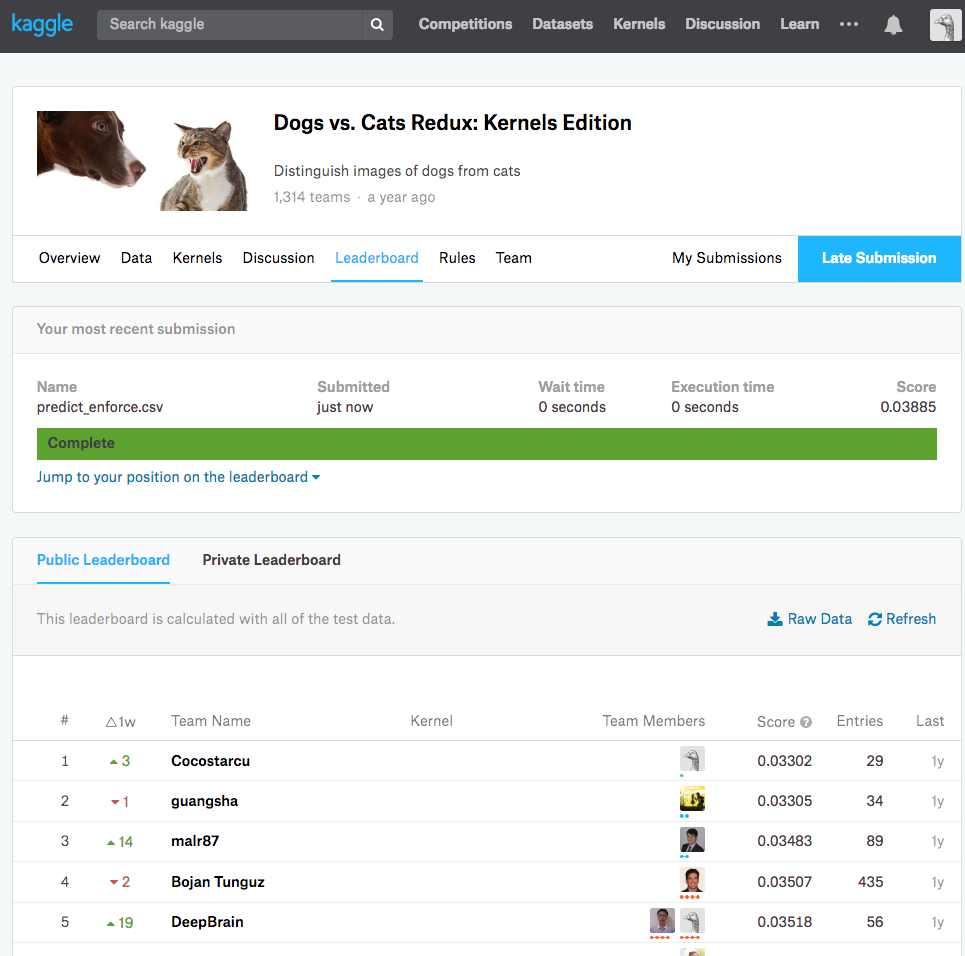 kaggle Search kaggle Competitions Datasets Kernels Discussion Learn •••
Dogs vs. Cats Redux: Kernels Edition
Distinguish images of dogs from cats
1,314 teams · a year ago
Overview Data Kernels Discussion Leaderboard Rules Team My Submissions Late Submission
Your most recent submission
Name Submitted Wait time Execution time Score
predict_enforce.csv just now 0 seconds 0 seconds 0.03885
Complete
Jump to your position on the leaderboard
Public Leaderboard Private Leaderboard
This leaderboard is calculated with all of the test data. Raw Data Refresh
# △1w Team Name Kernel Team Members Score Entries Last
1 3 Cocostarcu 0.03302 29 1y
2 1 guangsha 0.03305 34 1y
3 14 malr87 0.03483 89 1y
4 2 Bojan Tunguz 0.03507 435 1y
5 19 DeepBrain 0.03518 56 1y